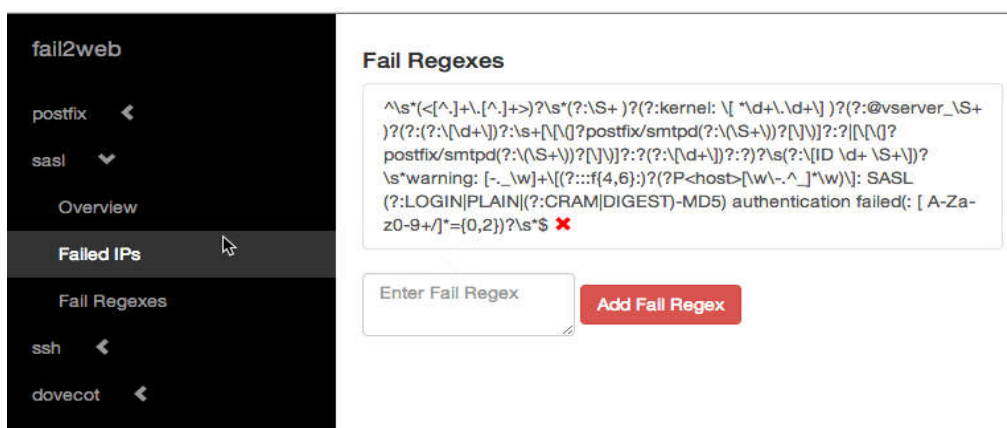 fail2web
postfix
sasl
Overview
Failed IPs
Fail Regexes
ssh
dovecot
Fail Regexes
^\s*(<[^.]+\.[^.]+>)?\s*(?:\S+ )?(?:kernel: \[ *\d+\.\d+\] )?(?:@vserver_\S+
)?(?:(?:\[\d+\])?:\s+[\[\(]?postfix/smtpd(?:\(\S+\))?[\]\)]?:?|[\[\(]?
postfix/smtpd(?:\(\S+\))?[\]\)]?:?(?:\[\d+\])?:?)?\s(?:\[ID \d+ \S+\])?
\s*warning: [-._\w]+\[(?:::f{4,6}:)?(?P<host>[\w\-.^_]*\w)\]: SASL
(?:LOGIN|PLAIN|(?:CRAM|DIGEST)-MD5) authentication failed(: [ A-Za-
z0-9+/]*={0,2})?\s*$
Enter Fail Regex
Add Fail Regex